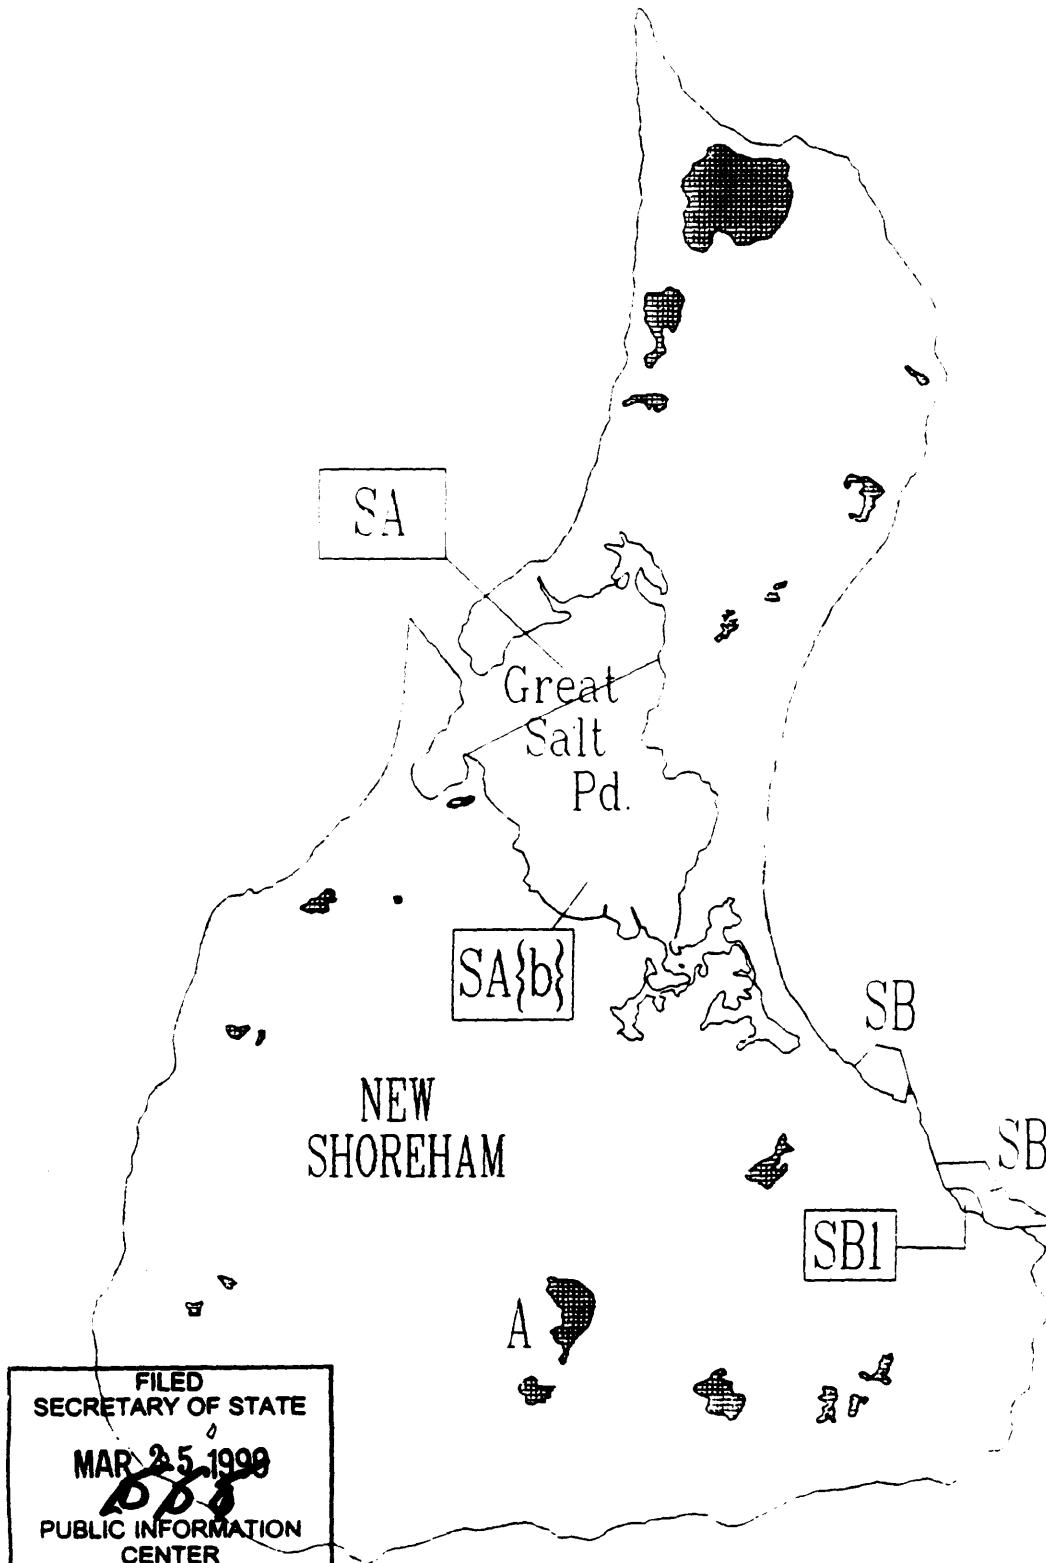 SA
Great
Salt
Pd.
SA{b}
SB
NEW
SHOREHAM
SB
SB1
A
FILED
SECRETARY OF STATE
MAR 25 1998
PUBLIC INFORMATION
CENTER